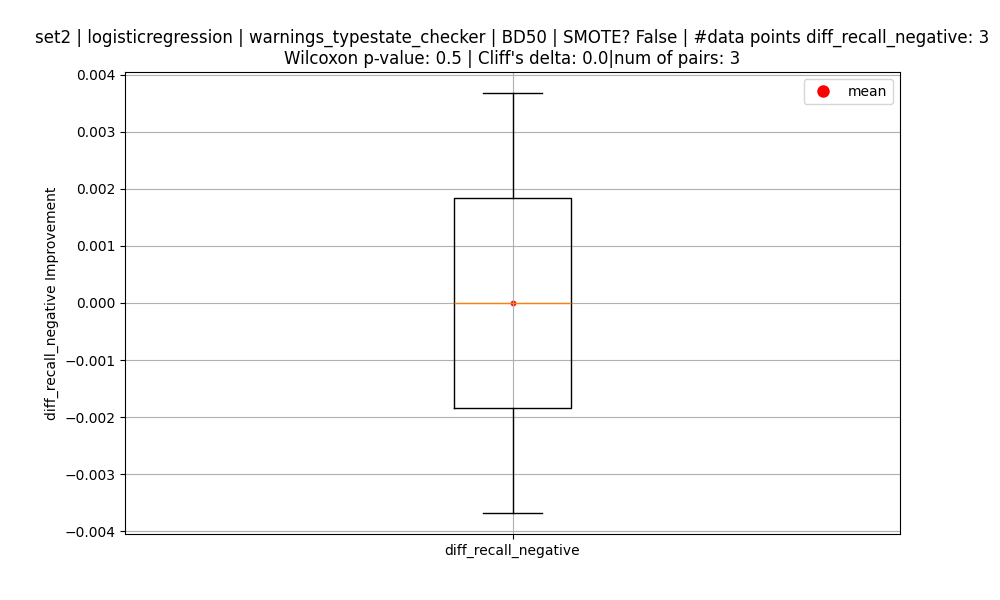 set2 | logisticregression | warnings_typestate_checker | BD50 | SMOTE? False | #data points diff_recall_negative: 3
Wilcoxon p-value: 0.5 | Cliff's delta: 0.0|num of pairs: 3
mean
diff_recall_negative Improvement
0.004
0.003
0.002
0.001
0.000
−0.001
−0.002
−0.003
−0.004
diff_recall_negative